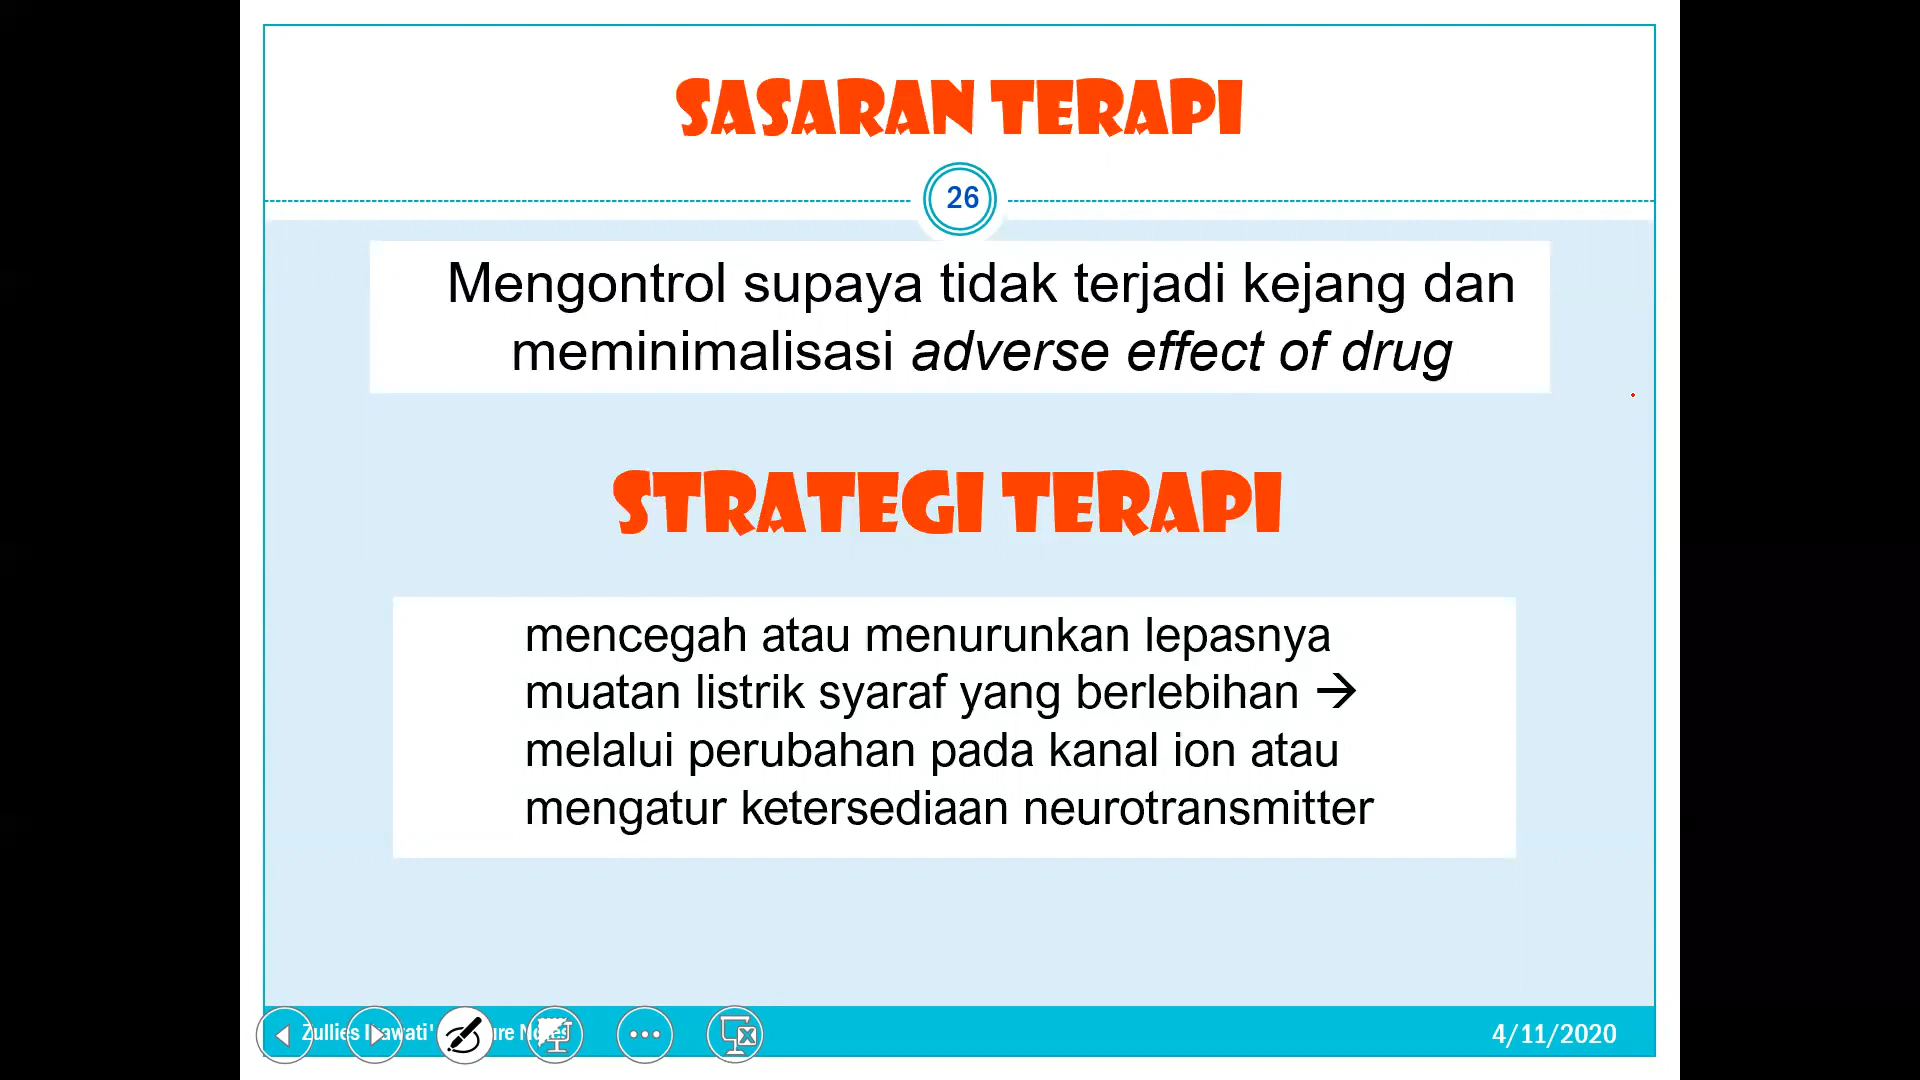 SASARAN TERAPI
26
Mengontrol supaya tidak terjadi kejang dan
meminimalisasi adverse effect of drug
STRATEGI TERAPI
mencegah atau menurunkan lepasnya
muatan listrik syaraf yang berlebihan →
melalui perubahan pada kanal ion atau
mengatur ketersediaan neurotransmitter
Zullies
4/11/2020